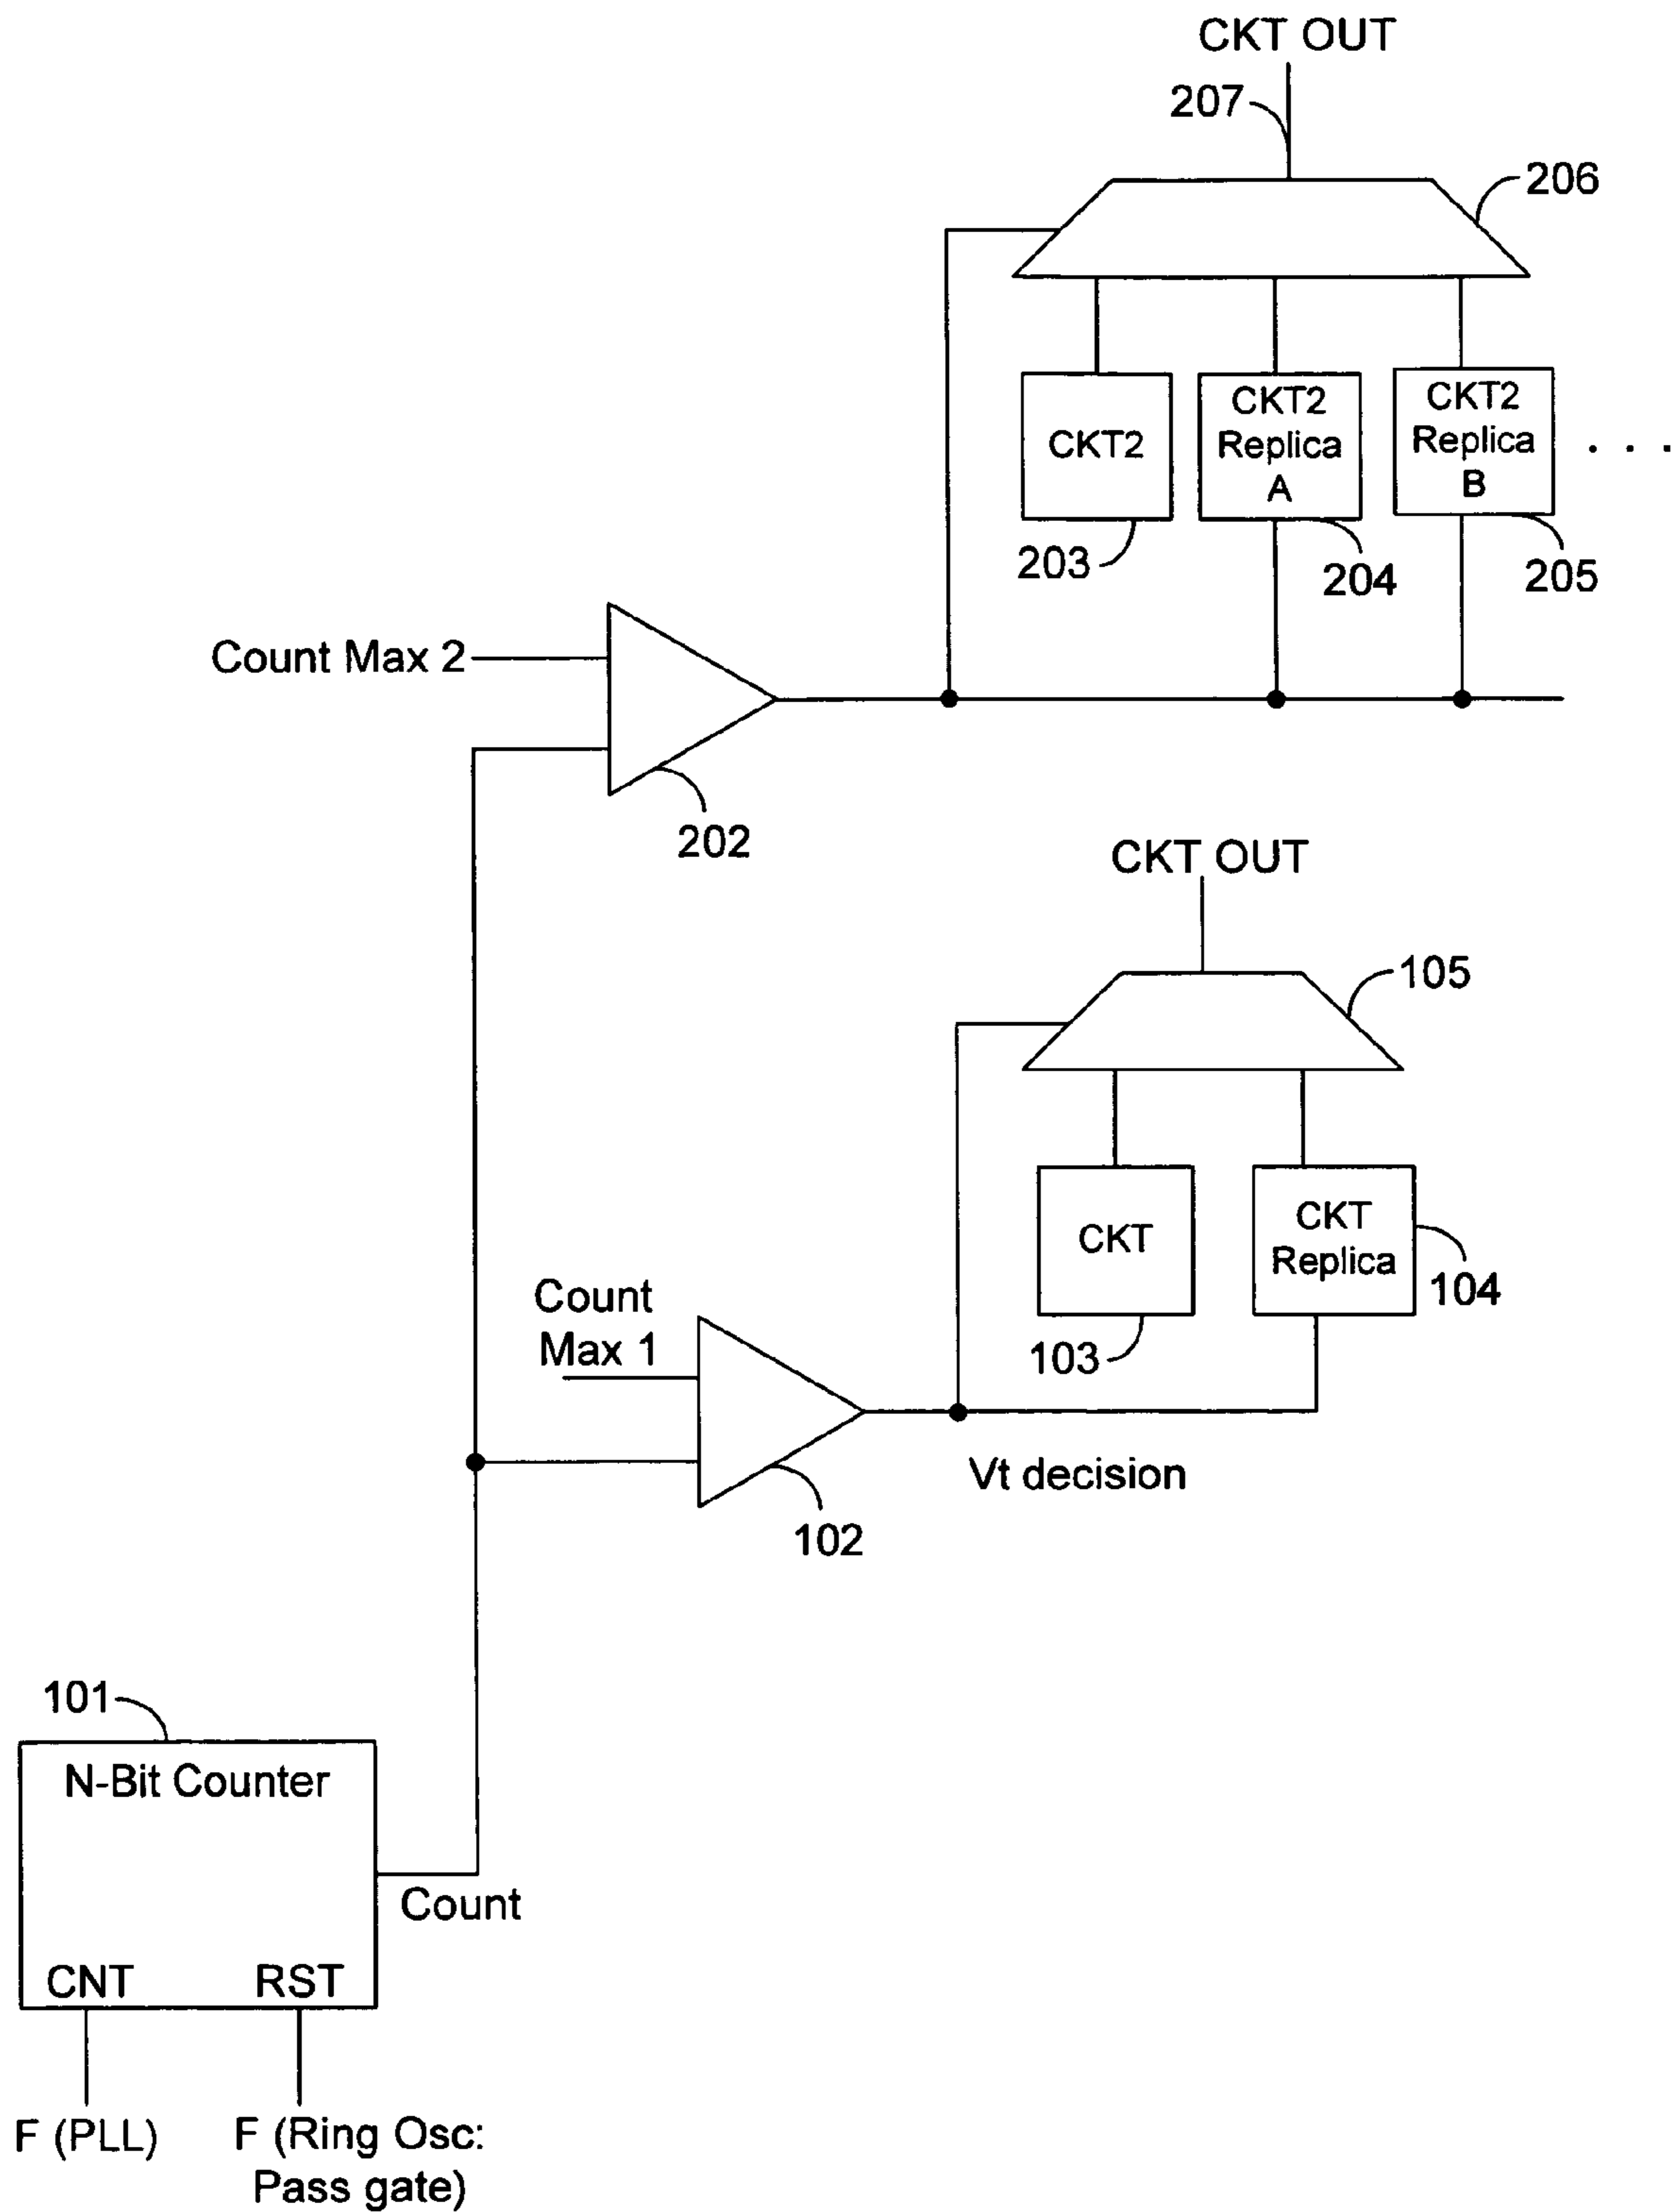 CKT OUT
207
206
CKT2
CKT2
Replica
A
CKT2
Replica
B
. . .
203
204
205
Count Max 2
202
CKT OUT
105
CKT
CKT
Replica
104
103
Count
Max 1
Vt decision
102
101
N-Bit Counter
Count
CNT
RST
F (PLL)
F (Ring Osc:
Pass gate)